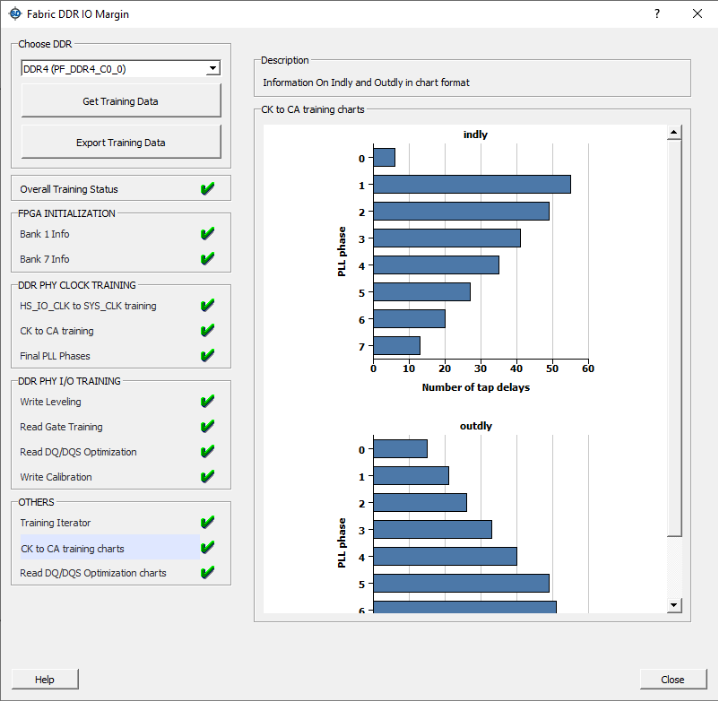 Fabric DDR IO Margin
Choose DDR
DDR4 (PF_DDR4_C0_0)
Get Training Data
Export Training Data
Overall Training Status
FPGA INITIALIZATION
Bank 1 Info
Bank 7 Info
DDR PHY CLOCK TRAINING
HS_IO_CLK to SYS_CLK training
CK to CA training
Final PLL Phases
DDR PHY I/O TRAINING
Write Leveling
Read Gate Training
Read DQ/DQS Optimization
Write Calibration
OTHERS
Training Iterator
CK to CA training charts
Read DQ/DQS Optimization charts
Description
Information On Indly and Outdly in chart format
CK to CA training charts
indly
PLL phase
0
1
2
3
4
5
6
7
0 10 20 30 40 50 60
Number of tap delays
outdly
PLL phase
0
1
2
3
4
5
6
Help
Close